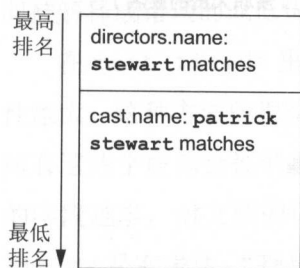 最高
排名
directors.name:
stewart matches
cast.name: patrick
stewart matches
最低
排名